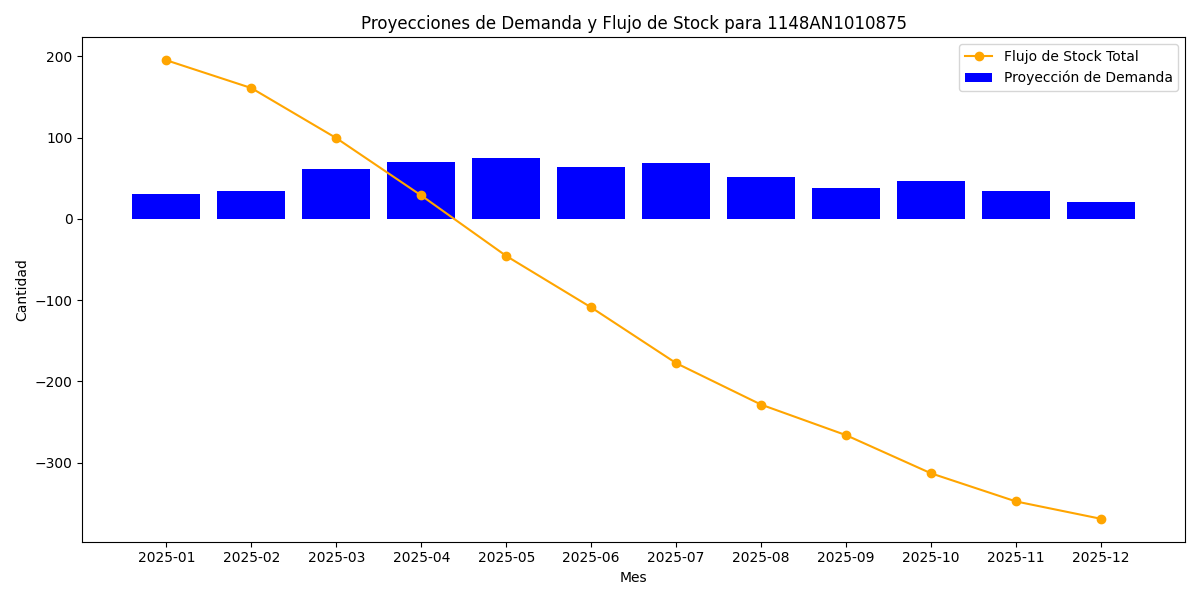 Proyecciones de Demanda y Flujo de Stock para 1148AN1010875
Flujo de Stock Total
Proyección de Demanda
200
100
0
−100
−200
−300
Cantidad
2025-01 2025-02 2025-03 2025-04 2025-05 2025-06 2025-07 2025-08 2025-09 2025-10 2025-11 2025-12
Mes